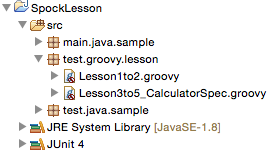 SpockLesson
src
main.java.sample
test.groovy.lesson
Lesson1to2.groovy
Lesson3to5_CalculatorSpec.groovy
test.java.sample
JRE System Library [JavaSE-1.8]
JUnit 4